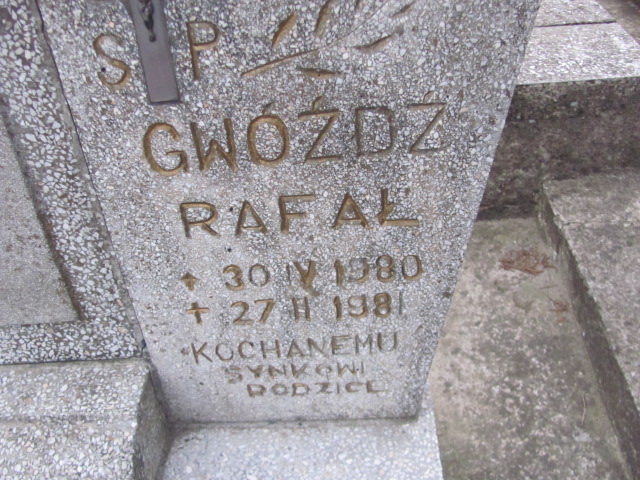 S P
GWÓŹDŹ
RAFAŁ
+ 30 IV 1980
+ 27 II 1981
KOCHANEMU
SYNKOWI
RODZICE